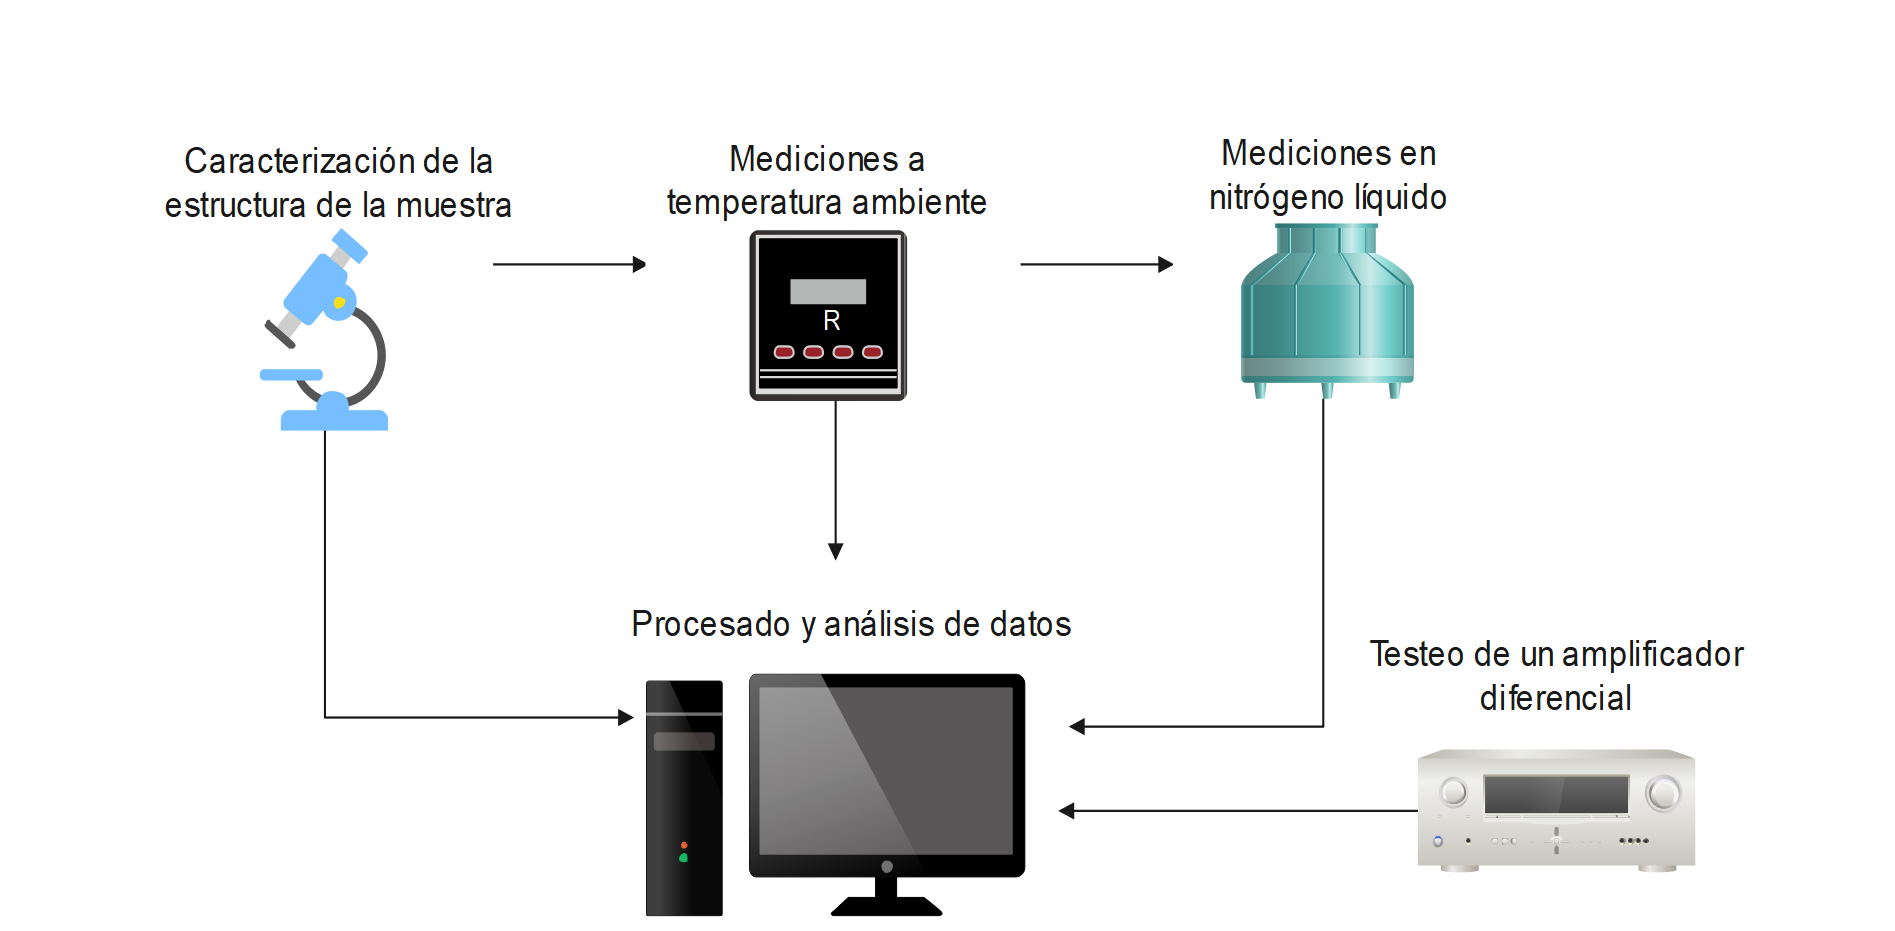 Caracterización de la
estructura de la muestra
Mediciones a
temperatura ambiente
Mediciones en
nitrógeno líquido
R
Procesado y análisis de datos
Testeo de un amplificador
diferencial